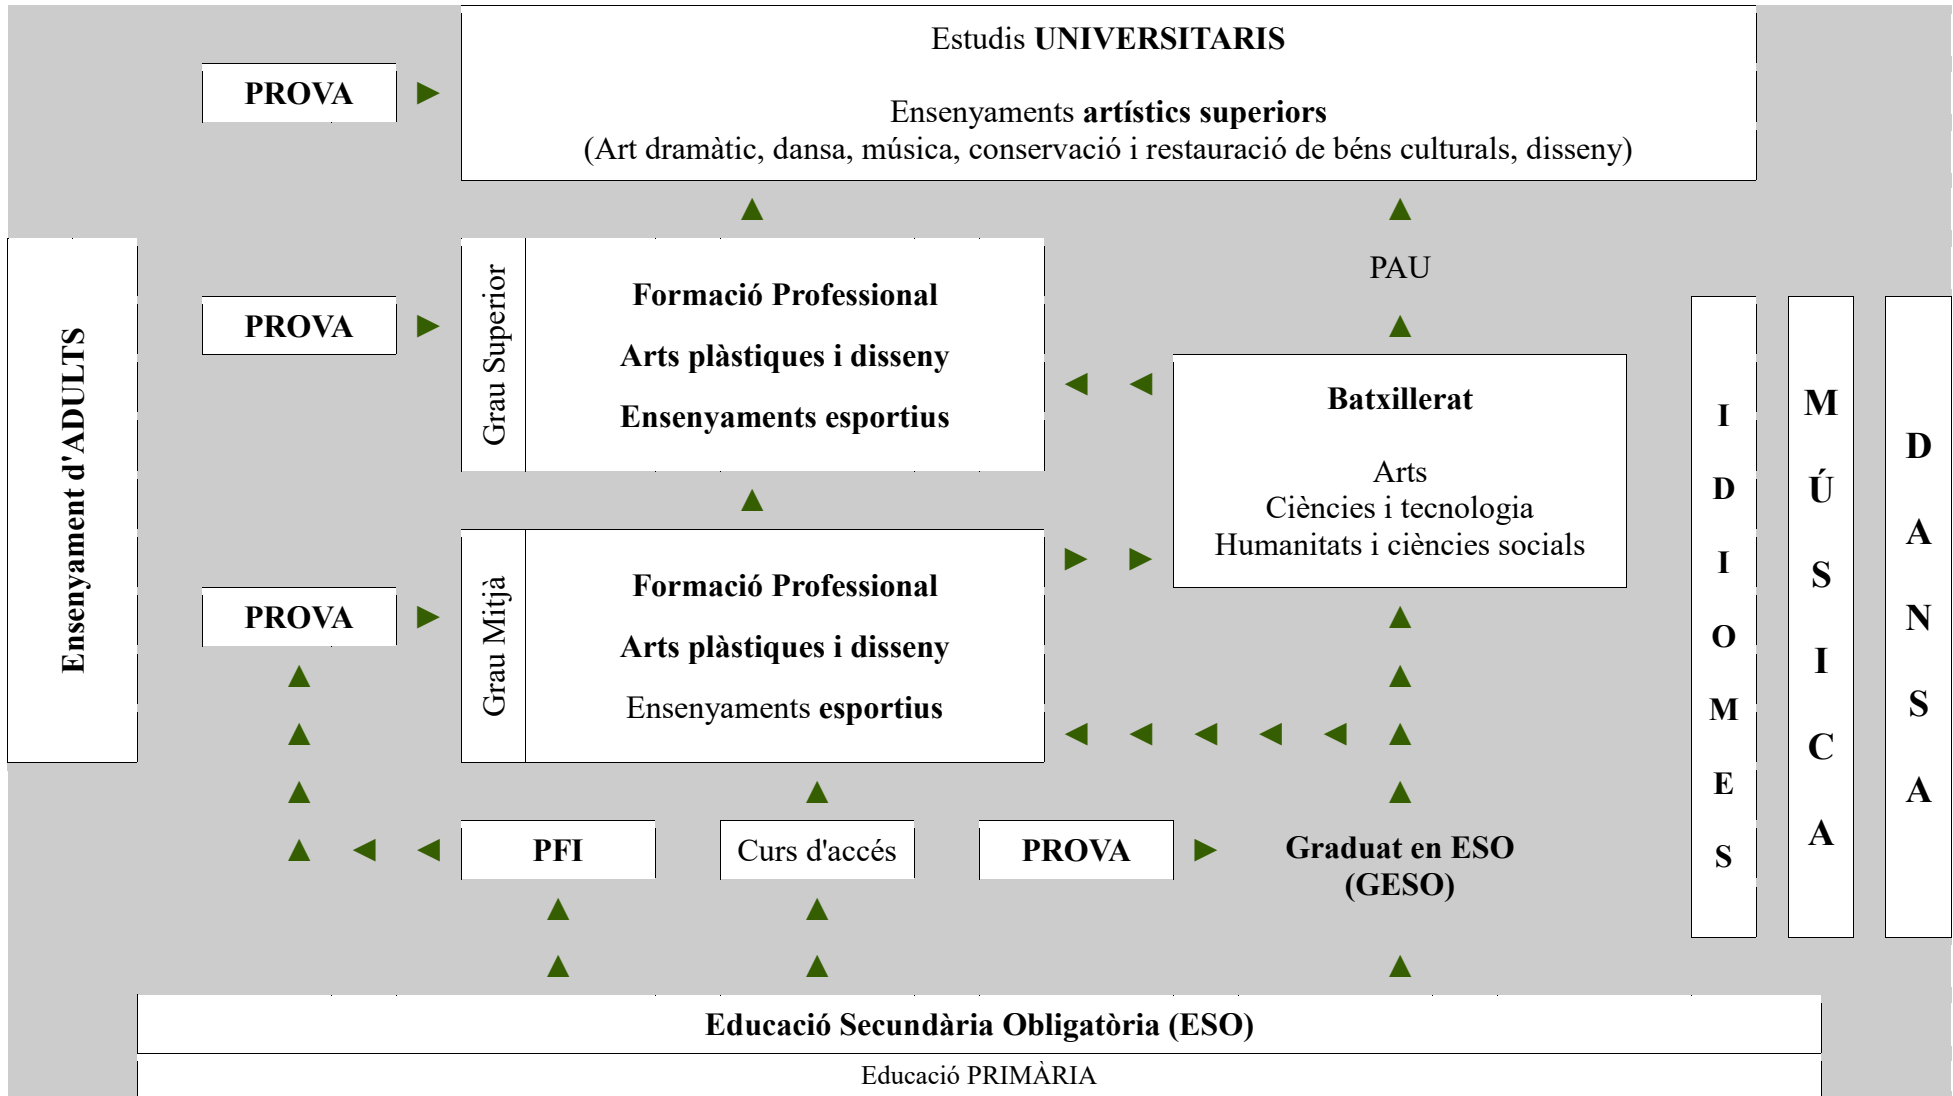 Estudis UNIVERSITARIS
PROVA
Ensenyaments artístics superiors
(Art dramàtic, dansa, música, conservació i restauració de béns culturals, disseny)
Ensenyament d'ADULTS
PROVA
Grau Superior
Formació Professional
Arts plàstiques i disseny
Ensenyaments esportius
PAU
Batxillerat
Arts
Ciències i tecnologia
Humanitats i ciències socials
PROVA
Grau Mitjà
Formació Professional
Arts plàstiques i disseny
Ensenyaments esportius
IDIOMES
MÚSICA
DANSA
PFI
Curs d'accés
PROVA
Graduat en ESO
(GESO)
Educació Secundària Obligatòria (ESO)
Educació PRIMÀRIA